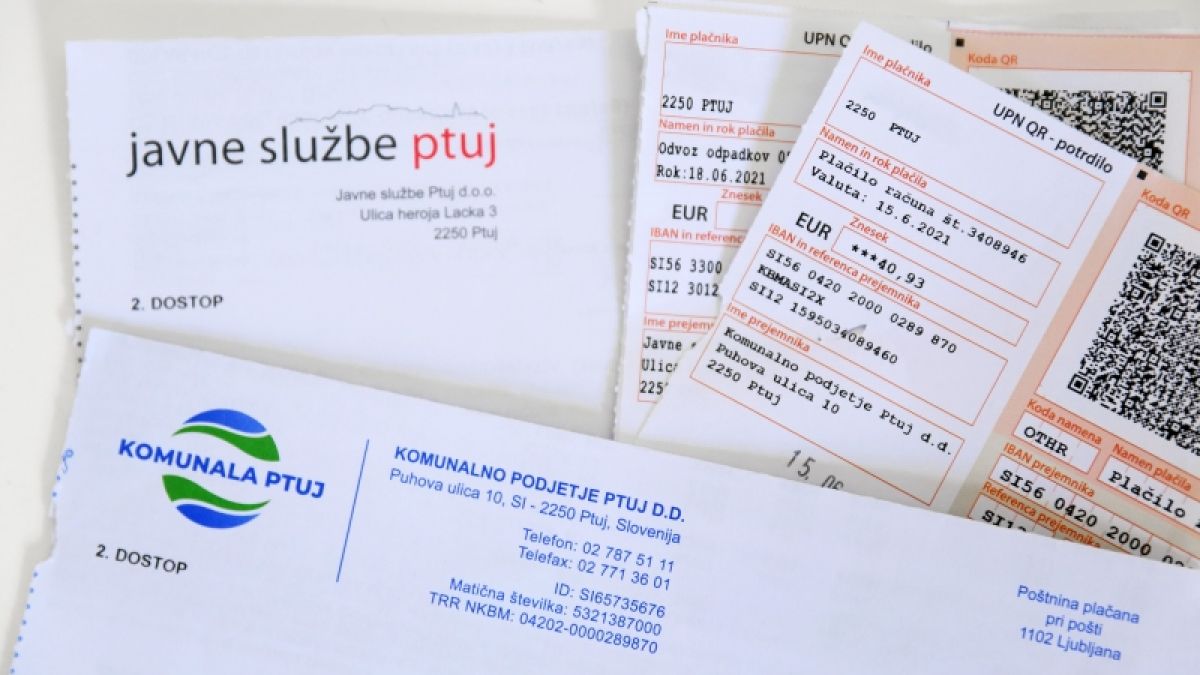 javne službe ptuj
Javne službe Ptuj d.o.o.
Ulica heroja Lacka 3
2250 Ptuj
2. DOSTOP
Ime plačnika
UPN
2250 PTUJ
Namen in rok plačila
Odvoz odpadkov
Rok:18.06.2021
Znesek
EUR
IBAN in
SI56 3300
SI12 3012
Ime
Javne
2250
Koda QR
Ime plačnika
UPN QR - potrdilo
2250 PTUJ
Namen in rok plačila
Plačilo računa št.3408946
Valuta: 15.6.2021
Znesek
EUR ***40,93
IBAN in referenca prejemnika
SI56 0420 2000 0289 870
KBMASI2X
SI12 1595034089460
Ime prejemnika
Komunalno podjetje Ptuj d.d.
Puhova ulica 10
2250 Ptuj
15. 06
Koda QR
Koda namena
OTHR
Namen plačila
Plačilo
IBAN prejemnika
SI56 0420 2000
Referenca prejemnika
SI12
KOMUNALA PTUJ
2. DOSTOP
KOMUNALNO PODJETJE PTUJ D.D.
Puhova ulica 10, SI - 2250 Ptuj, Slovenija
Telefon: 02 787 51 11
Telefax: 02 771 36 01
ID: SI65735676
Matična številka: 5321387000
TRR NKBM: 04202-0000289870
Poštnina plačana
pri pošti
1102 Ljubljana